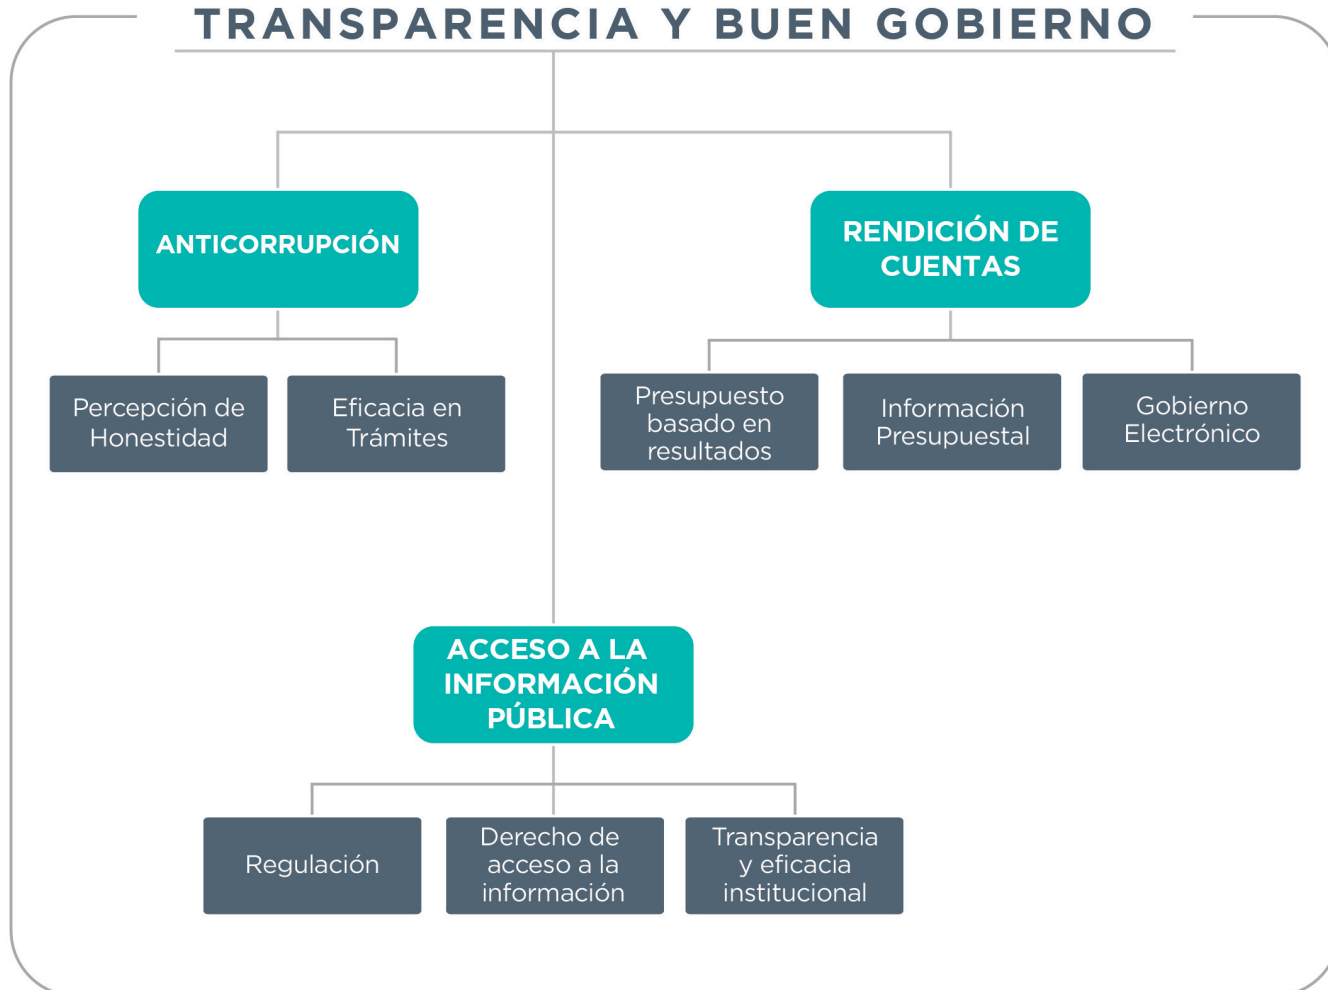 TRANSPARENCIA Y BUEN GOBIERNO
ANTICORRUPCIÓN
RENDICIÓN DE
CUENTAS
Percepción de
Honestidad
Eficacia en
Trámites
Presupuesto
basado en
resultados
Información
Presupuestal
Gobierno
Electrónico
ACCESO A LA
INFORMACIÓN
PÚBLICA
Regulación
Derecho de
acceso a la
información
Transparencia
y eficacia
institucional